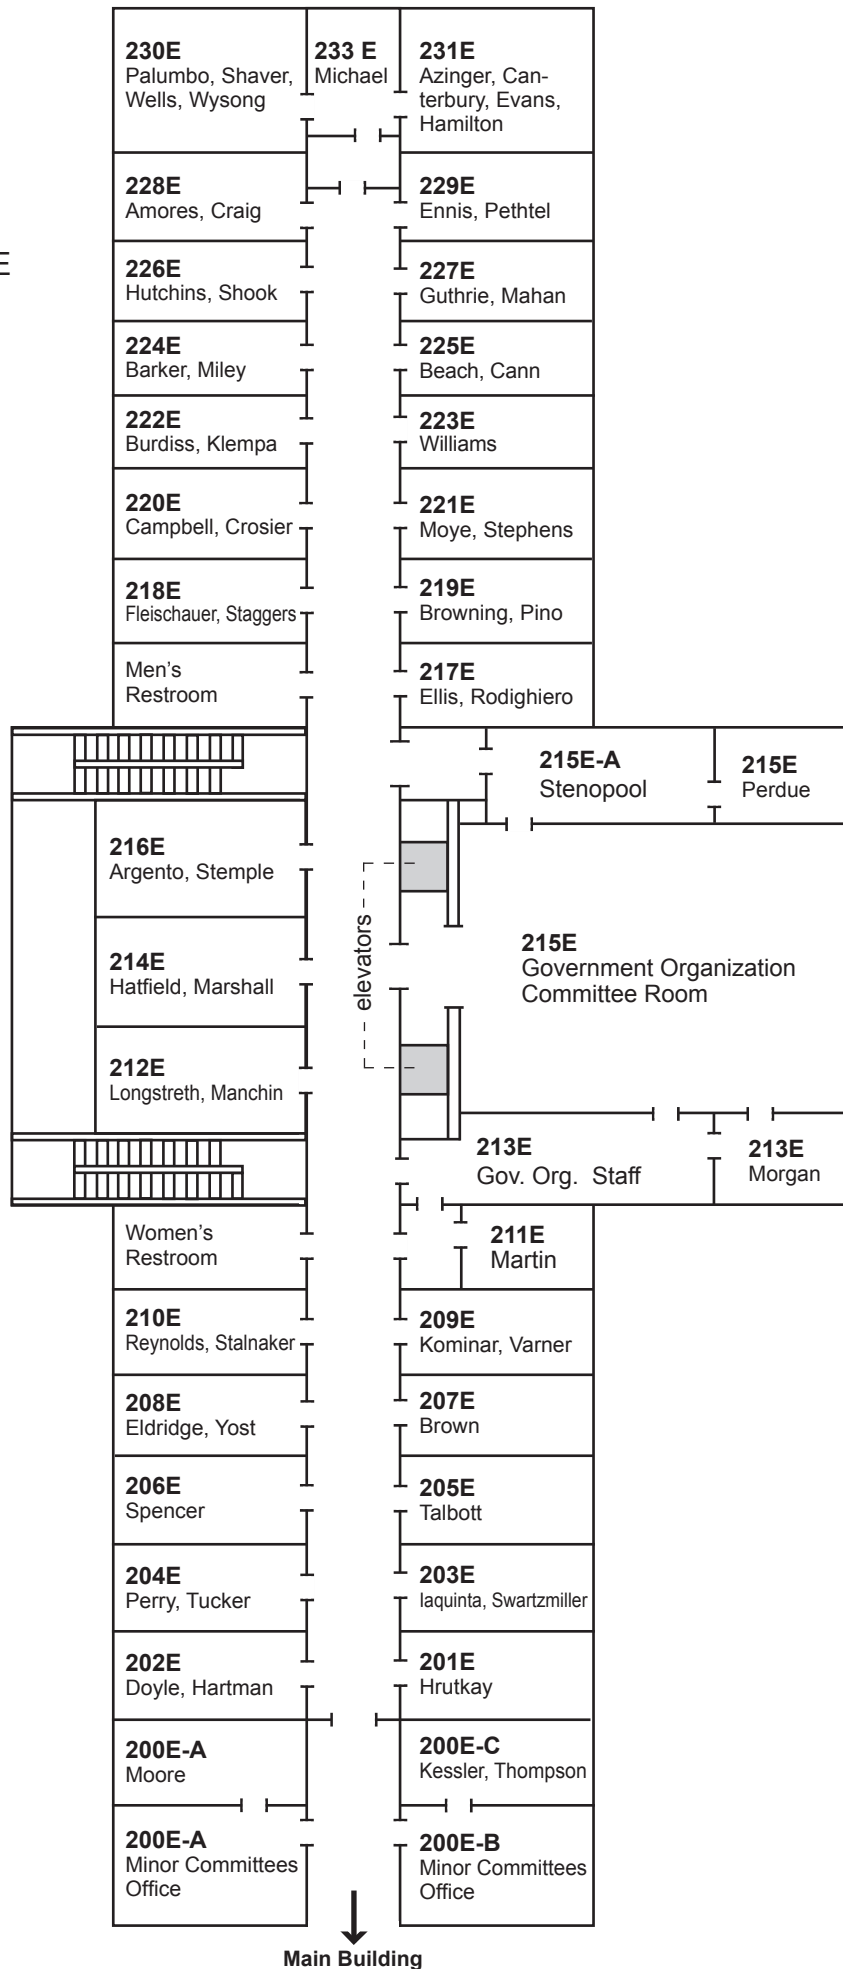 230E
Palumbo, Shaver,
Wells, Wysong
233 E
Michael
231E
Azinger, Can-
terbury, Evans,
Hamilton
228E
Amores, Craig
229E
Ennis, Pethtel
E
226E
Hutchins, Shook
227E
Guthrie, Mahan
224E
Barker, Miley
225E
Beach, Cann
222E
Burdiss, Klempa
223E
Williams
220E
Campbell, Crosier
221E
Moye, Stephens
218E
Fleischauer, Staggers
219E
Browning, Pino
Men's
Restroom
217E
Ellis, Rodighiero
215E-A
Stenopool
215E
Perdue
216E
Argento, Stemple
elevators
215E
Government Organization
Committee Room
214E
Hatfield, Marshall
212E
Longstreth, Manchin
213E
Gov. Org. Staff
213E
Morgan
Women's
Restroom
211E
Martin
210E
Reynolds, Stalnaker
209E
Kominar, Varner
208E
Eldridge, Yost
207E
Brown
206E
Spencer
205E
Talbott
204E
Perry, Tucker
203E
Iaquinta, Swartzmiller
202E
Doyle, Hartman
201E
Hrutkay
200E-A
Moore
200E-C
Kessler, Thompson
200E-A
Minor Committees
Office
200E-B
Minor Committees
Office
Main Building